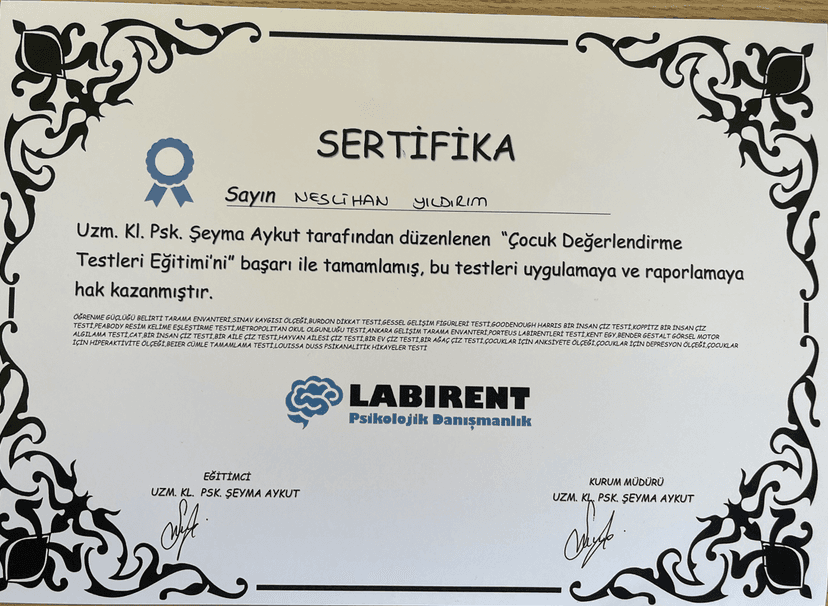 SERTİFİKA
Sayın NESLİHAN YILDIRIM
Uzm. Kl. Psk. Şeyma Aykut tarafından düzenlenen "Çocuk Değerlendirme
Testleri Eğitimi'ni" başarı ile tamamlamış, bu testleri uygulamaya ve raporlamaya
hak kazanmıştır.
ÖĞRENME GÜÇLÜĞÜ BELİRTİ TARAMA ENVANTERİ,SINAV KAYGISI ÖLÇEĞİ,BURDON DİKKAT TESTİ,GESSEL GELİŞİM FİGÜRLERİ TESTİ,GOODENOUGH HARRIS BİR İNSAN ÇİZ TESTİ,KOPPITZ BİR İNSAN ÇİZ
TESTİ,PEABODY RESİM KELİME EŞLEŞTİRME TESTİ,METROPOLITAN OKUL OLGUNLUĞU TESTİ,ANKARA GELİŞİM TARAMA ENVANTERİ,PORTEUS LABİRENTLERİ TESTİ,KENT EGY,BENDER GESTALT GÖRSEL MOTOR
ALGILAMA TESTİ,CAT,BİR İNSAN ÇİZ TESTİ,BİR AİLE ÇİZ TESTİ,HAYVAN AİLESİ ÇİZ TESTİ,BİR EV ÇİZ TESTİ,BİR AĞAÇ ÇİZ TESTİ,ÇOCUKLAR İÇİN ANKSİYETE ÖLÇEĞİ,ÇOCUKLAR İÇİN DEPRESYON ÖLÇEĞİ,ÇOCUKLAR
İÇİN HİPERAKTİVİTE ÖLÇEĞİ,BEIER CÜMLE TAMAMLAMA TESTİ,LOUISSA DUSS PSİKANALİTİK HİKAYELER TESTİ
LABIRENT
Psikolojik Danışmanlık
EĞİTİMCİ
UZM. KL. PSK. ŞEYMA AYKUT
KURUM MÜDÜRÜ
UZM. KL. PSK. ŞEYMA AYKUT